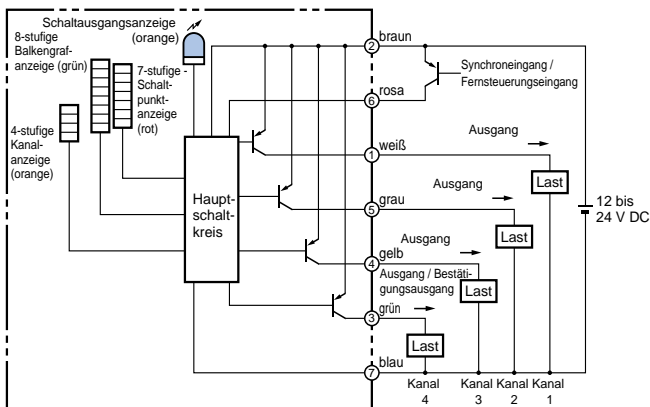 Schaltausgangsanzeige
(orange)
8-stufige
Balkengraf-
anzeige (grün)
7-stufige -
Schalt-
punkt-
anzeige
(rot)
4-stufige
Kanal-
anzeige
(orange)
Haupt-
schalt-
kreis
2 braun
Synchroneingang /
Fernsteuerungseingang
6 rosa
Ausgang
1 weiß
Last
Ausgang
5 grau
Last
12 bis
24 V DC
Ausgang
4 gelb
Last
Ausgang / Bestäti-
gungsausgang
3 grün
Last
7 blau
Kanal Kanal Kanal Kanal
4 3 2 1